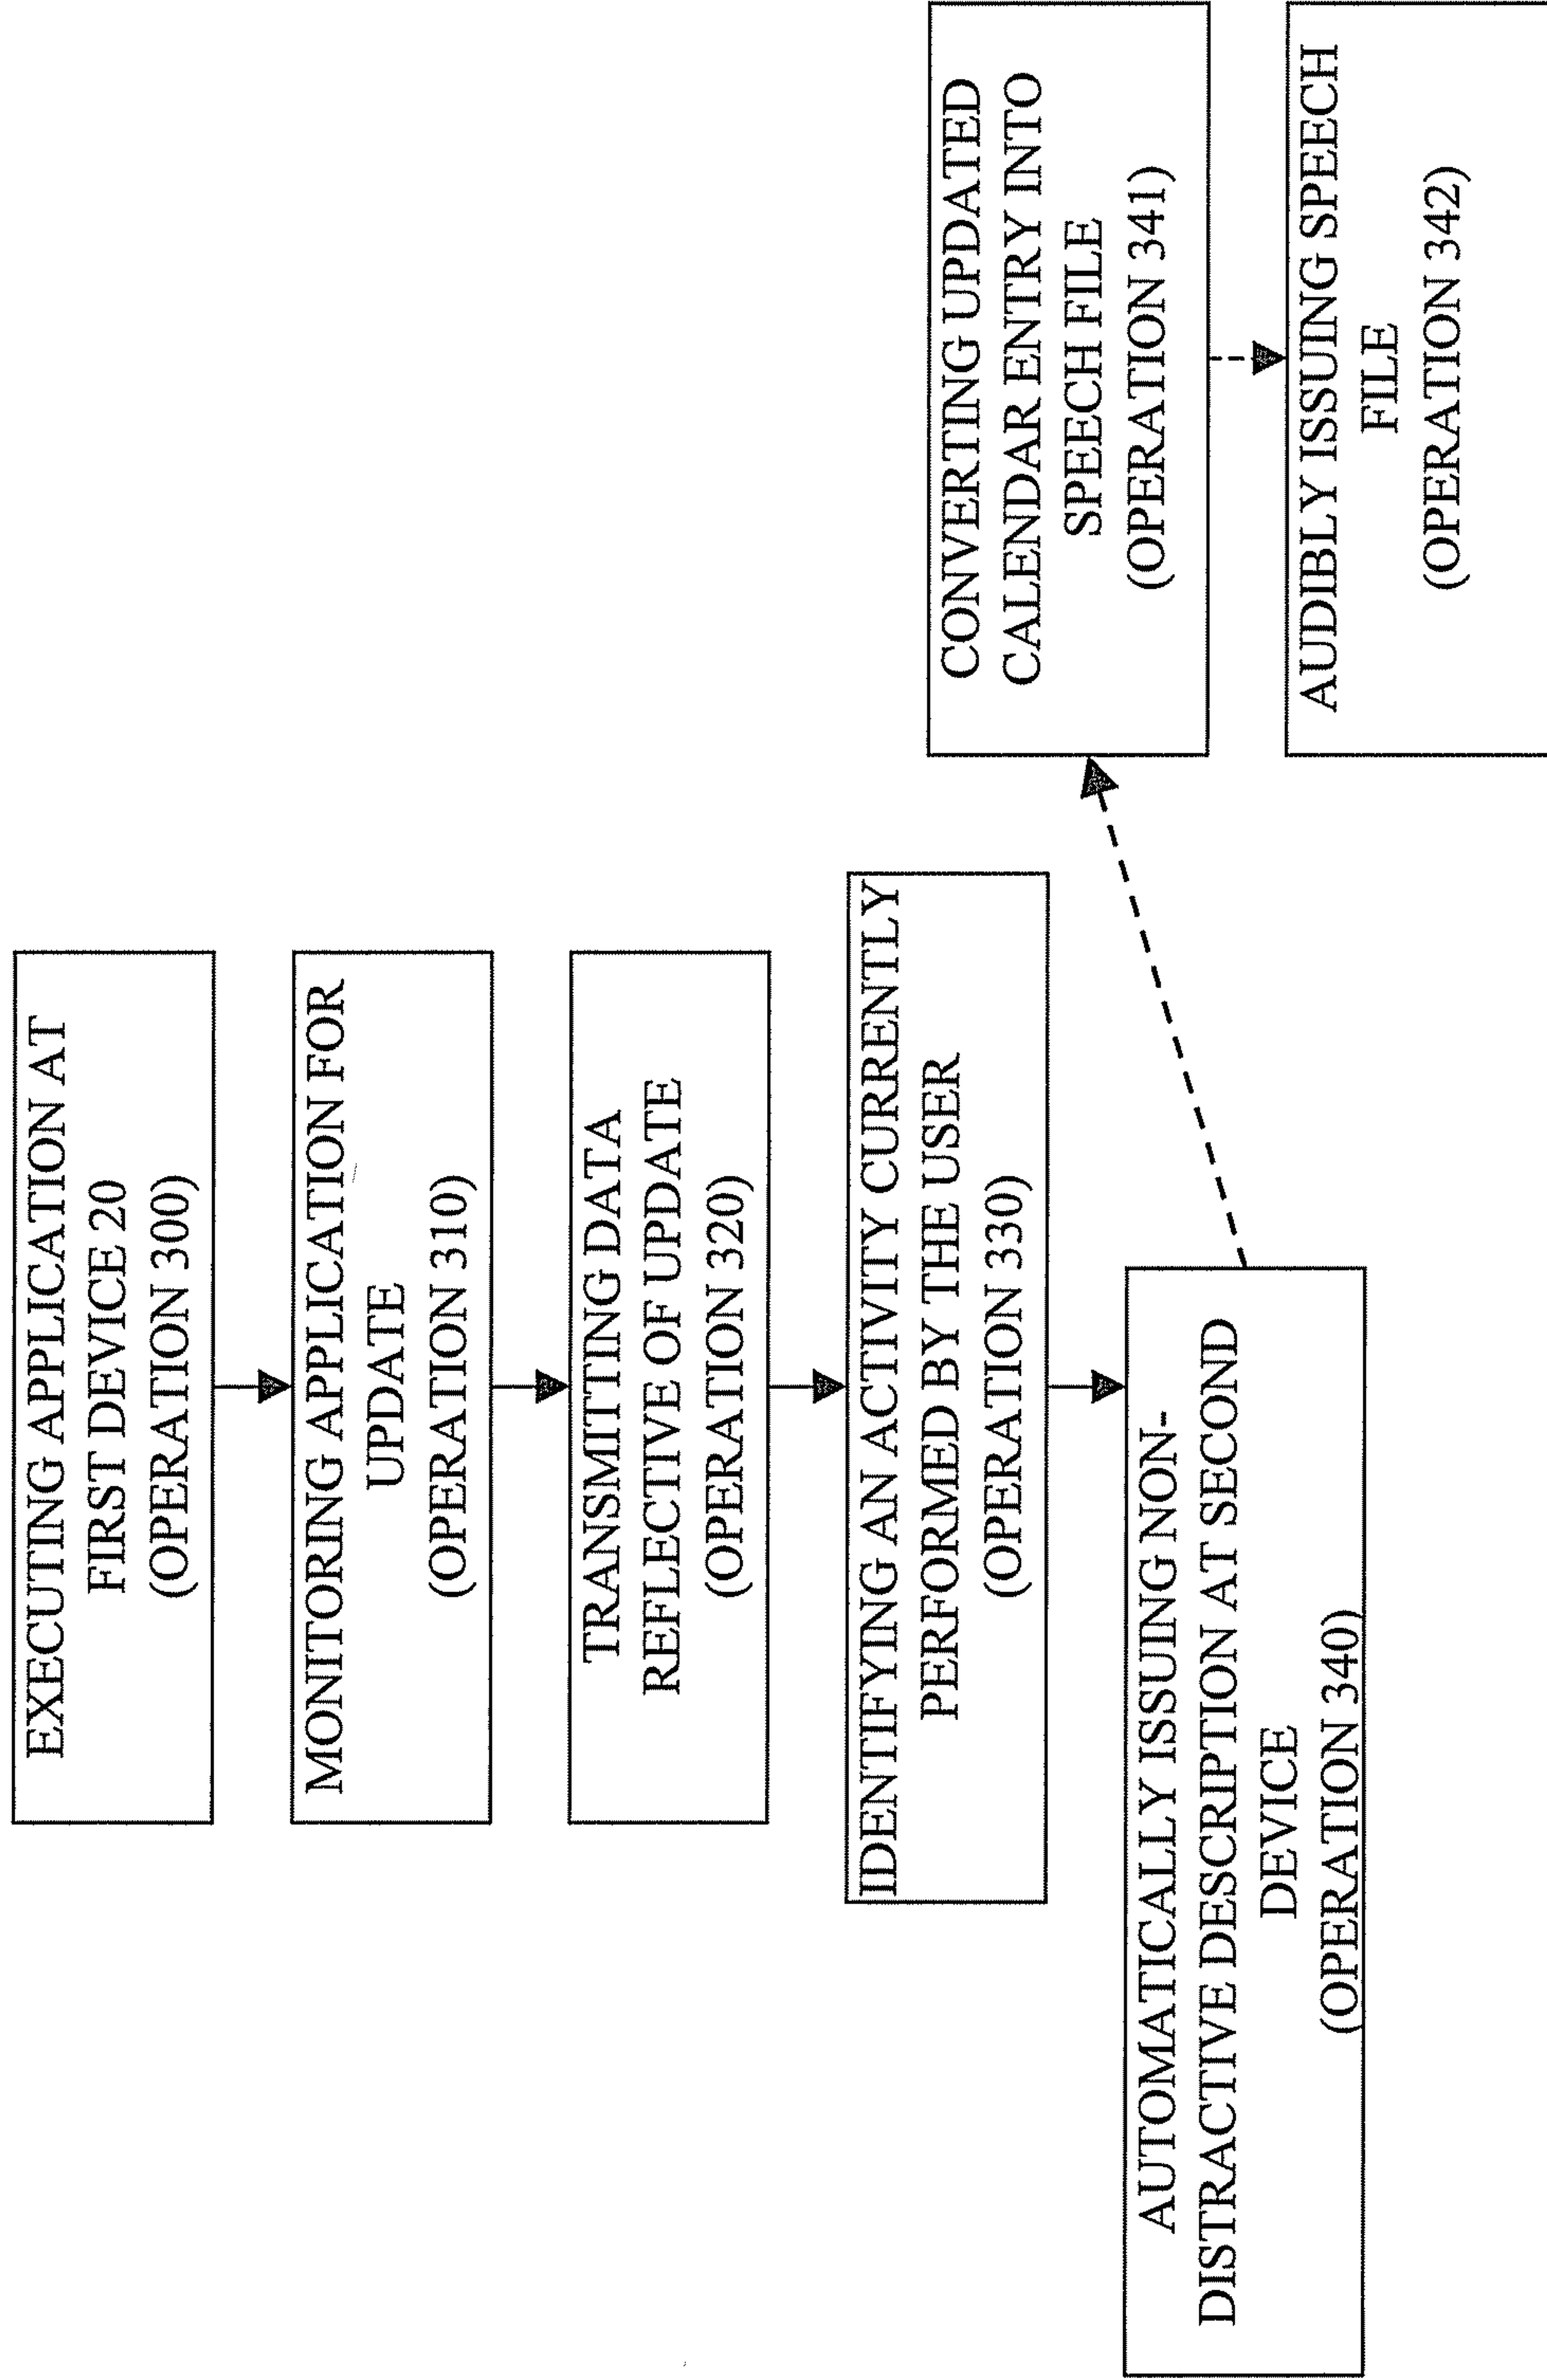 EXECUTING APPLICATION AT
FIRST DEVICE 20
(OPERATION 300)
MONITORING APPLICATION FOR
UPDATE
(OPERATION 310)
TRANSMITTING DATA
REFLECTIVE OF UPDATE
(OPERATION 320)
IDENTIFYING AN ACTIVITY CURRENTLY
PERFORMED BY THE USER
(OPERATION 330)
AUTOMATICALLY ISSUING NON-
DISTRACTIVE DESCRIPTION AT SECOND
DEVICE
(OPERATION 340)
CONVERTING UPDATED
CALENDAR ENTRY INTO
SPEECH FILE
(OPERATION 341)
AUDIBLY ISSUING SPEECH
FILE
(OPERATION 342)